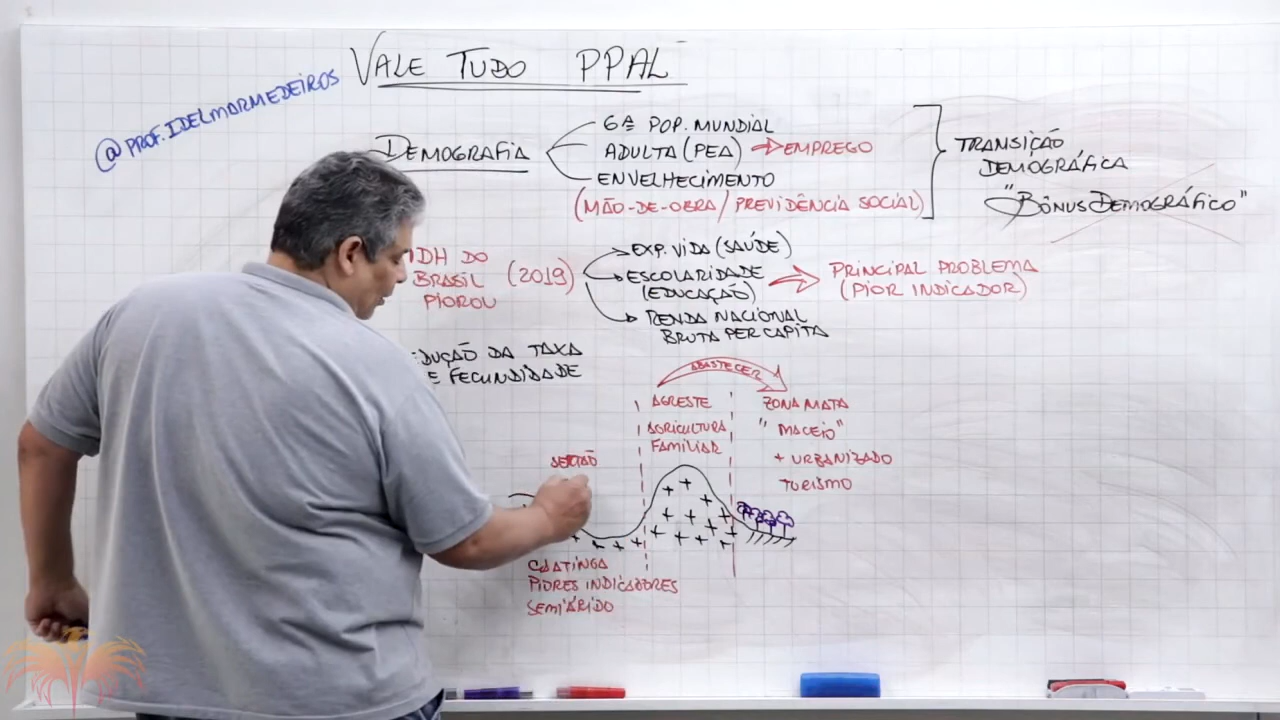 VALE TUDO PPAL
@PROF.IDELMARMEDEIROS
DEMOGRAFIA
6ª POP. MUNDIAL
ADULTA (PEA) EMPREGO
ENVELHECIMENTO
(MÃO-DE-OBRA / PREVIDÊNCIA SOCIAL)
TRANSIÇÃO
DEMOGRÁFICA
"BÔNUS DEMOGRÁFICO"
IDH DO
BRASIL (2019)
PIOROU
EXP. VIDA (SAÚDE)
ESCOLARIDADE
(EDUCAÇÃO)
RENDA NACIONAL
BRUTA PER CAPITA
PRINCIPAL PROBLEMA
(PIOR INDICADOR)
DUÇÃO DA TAXA
E FECUNDIDADE
ABASTECER
AGRESTE
AGRICULTURA
FAMILIAR
ZONA MATA
"MACEIÓ"
+ URBANIZADO
TURISMO
SERTÃO
CAATINGA
PIORES INDICADORES
SEMIÁRIDO